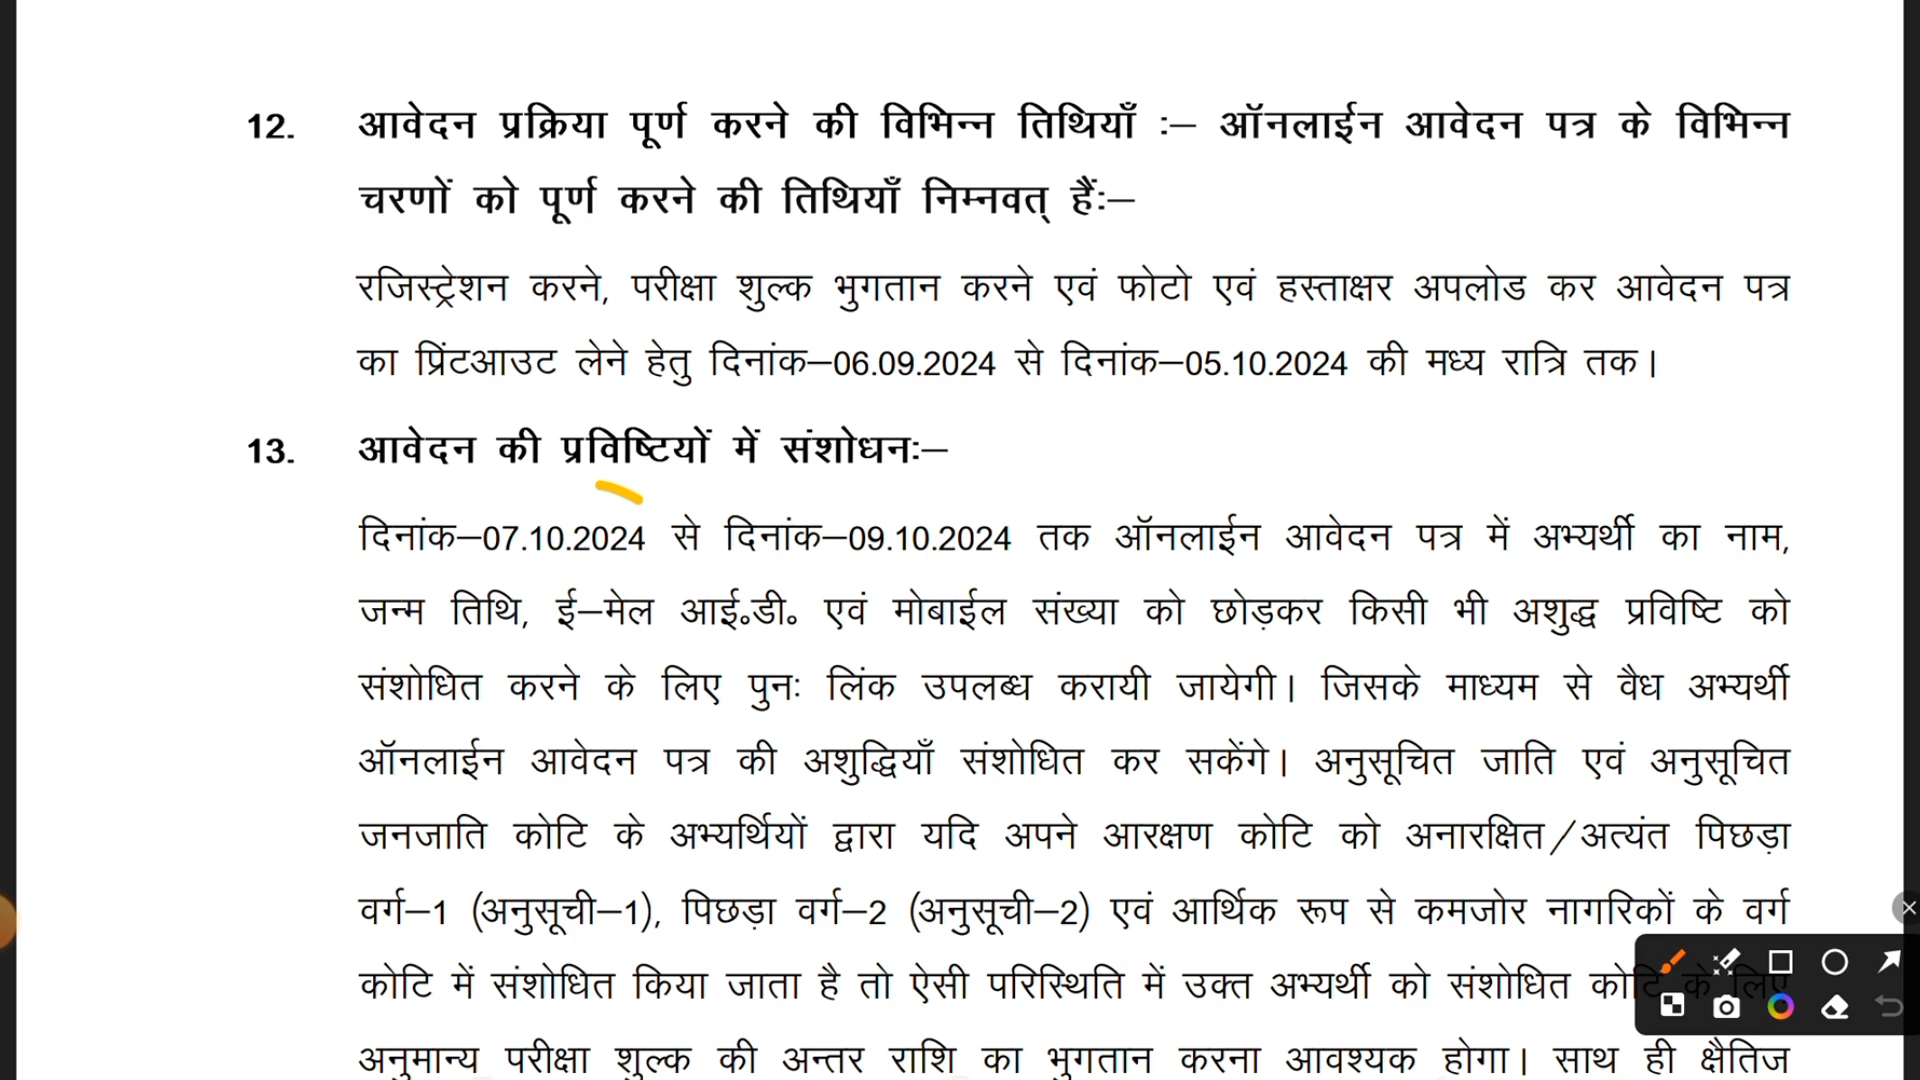 12. आवेदन प्रक्रिया पूर्ण करने की विभिन्न तिथियाँ :– ऑनलाईन आवेदन पत्र के विभिन्न
चरणों को पूर्ण करने की तिथियाँ निम्नवत् हैं:–
रजिस्ट्रेशन करने, परीक्षा शुल्क भुगतान करने एवं फोटो एवं हस्ताक्षर अपलोड कर आवेदन पत्र
का प्रिंटआउट लेने हेतु दिनांक–06.09.2024 से दिनांक–05.10.2024 की मध्य रात्रि तक।
13. आवेदन की प्रविष्टियों में संशोधन:–
दिनांक–07.10.2024 से दिनांक–09.10.2024 तक ऑनलाईन आवेदन पत्र में अभ्यर्थी का नाम,
जन्म तिथि, ई–मेल आई॰डी॰ एवं मोबाईल संख्या को छोड़कर किसी भी अशुद्ध प्रविष्टि को
संशोधित करने के लिए पुनः लिंक उपलब्ध करायी जायेगी। जिसके माध्यम से वैध अभ्यर्थी
ऑनलाईन आवेदन पत्र की अशुद्धियाँ संशोधित कर सकेंगे। अनुसूचित जाति एवं अनुसूचित
जनजाति कोटि के अभ्यर्थियों द्वारा यदि अपने आरक्षण कोटि को अनारक्षित/अत्यंत पिछड़ा
वर्ग–1 (अनुसूची–1), पिछड़ा वर्ग–2 (अनुसूची–2) एवं आर्थिक रूप से कमजोर नागरिकों के वर्ग
कोटि में संशोधित किया जाता है तो ऐसी परिस्थिति में उक्त अभ्यर्थी को संशोधित कोटि के लिए
अनुमान्य परीक्षा शुल्क की अन्तर राशि का भुगतान करना आवश्यक होगा। साथ ही क्षैतिज